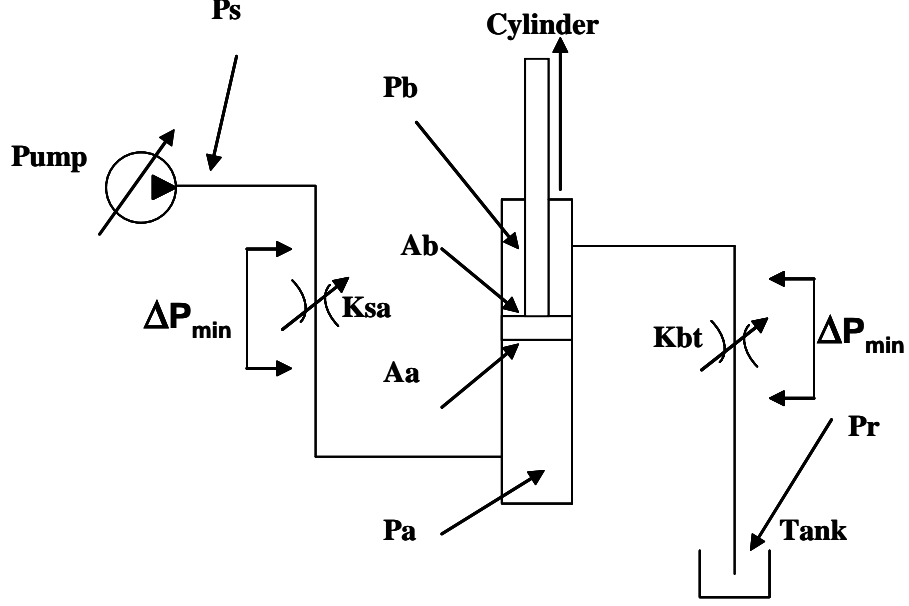 Ps
Cylinder
Pb
Pump
Ab
Ksa
ΔPmin
Kbt
ΔPmin
Aa
Pr
Pa
Tank